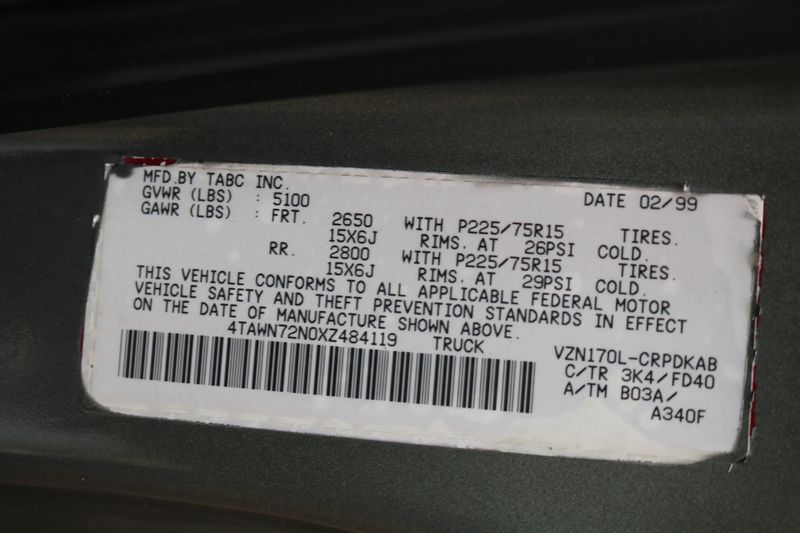 MFD.BY TABC INC. DATE 02/99
GVWR (LBS) : 5100
GAWR (LBS) : FRT. 2650 WITH P225/75R15 TIRES.
15X6J RIMS. AT 26PSI COLD.
RR. 2800 WITH P225/75R15 TIRES.
15X6J RIMS. AT 29PSI COLD.
THIS VEHICLE CONFORMS TO ALL APPLICABLE FEDERAL MOTOR
VEHICLE SAFETY AND THEFT PREVENTION STANDARDS IN EFFECT
ON THE DATE OF MANUFACTURE SHOWN ABOVE.
4TAWN72N0XZ484119 TRUCK VZN170L-CRPDKAB
C/TR 3K4/FD40
A/TM B03A/
A340F